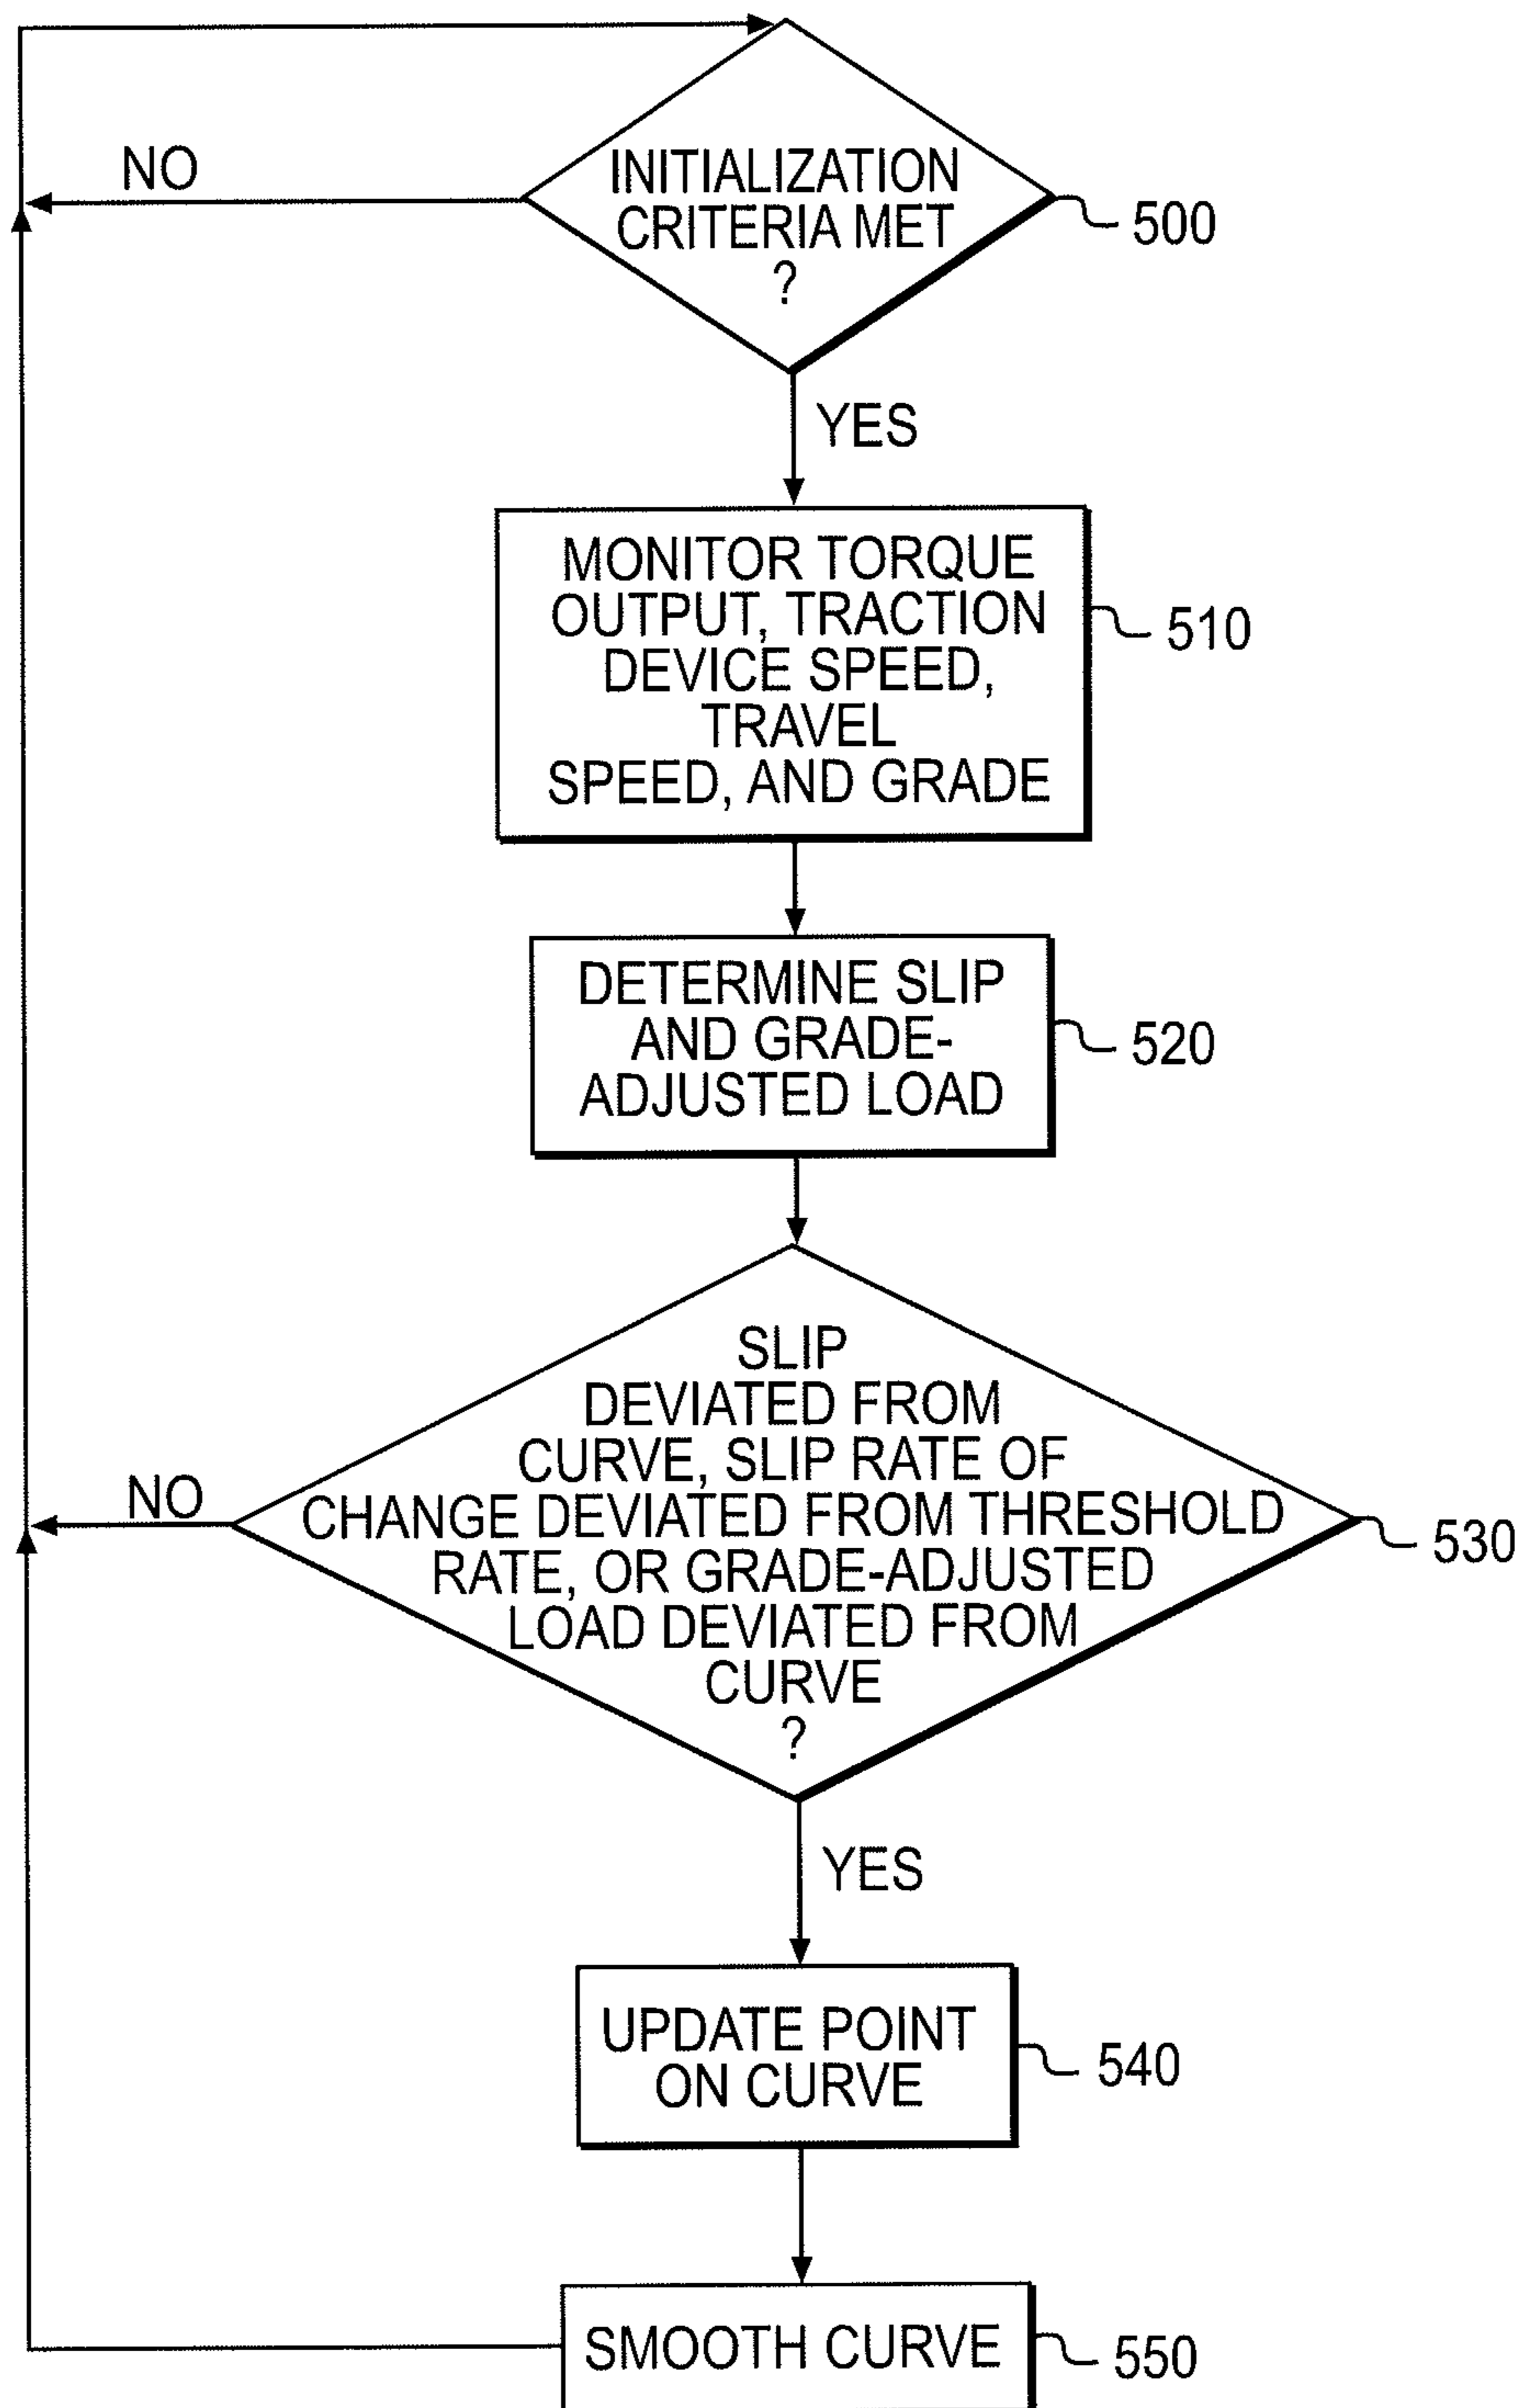 NO
INITIALIZATION
CRITERIA MET
?
500
YES
MONITOR TORQUE
OUTPUT, TRACTION
DEVICE SPEED,
TRAVEL
SPEED, AND GRADE
510
DETERMINE SLIP
AND GRADE-
ADJUSTED LOAD
520
SLIP
DEVIATED FROM
CURVE, SLIP RATE OF
CHANGE DEVIATED FROM THRESHOLD
RATE, OR GRADE-ADJUSTED
LOAD DEVIATED FROM
CURVE
?
NO
530
YES
UPDATE POINT
ON CURVE
540
SMOOTH CURVE
550